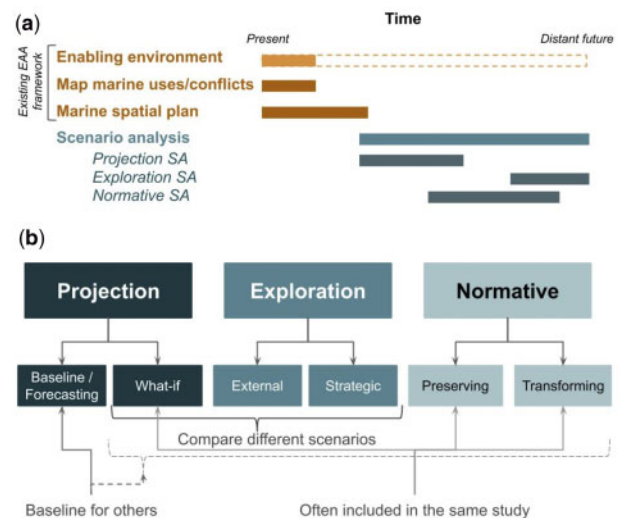 (a)
Time
Present
Distant future
Existing EAA
framework
Enabling environment
Map marine uses/conflicts
Marine spatial plan
Scenario analysis
Projection SA
Exploration SA
Normative SA
(b)
Projection
Exploration
Normative
Baseline /
Forecasting
What-if
External
Strategic
Preserving
Transforming
Compare different scenarios
Baseline for others
Often included in the same study